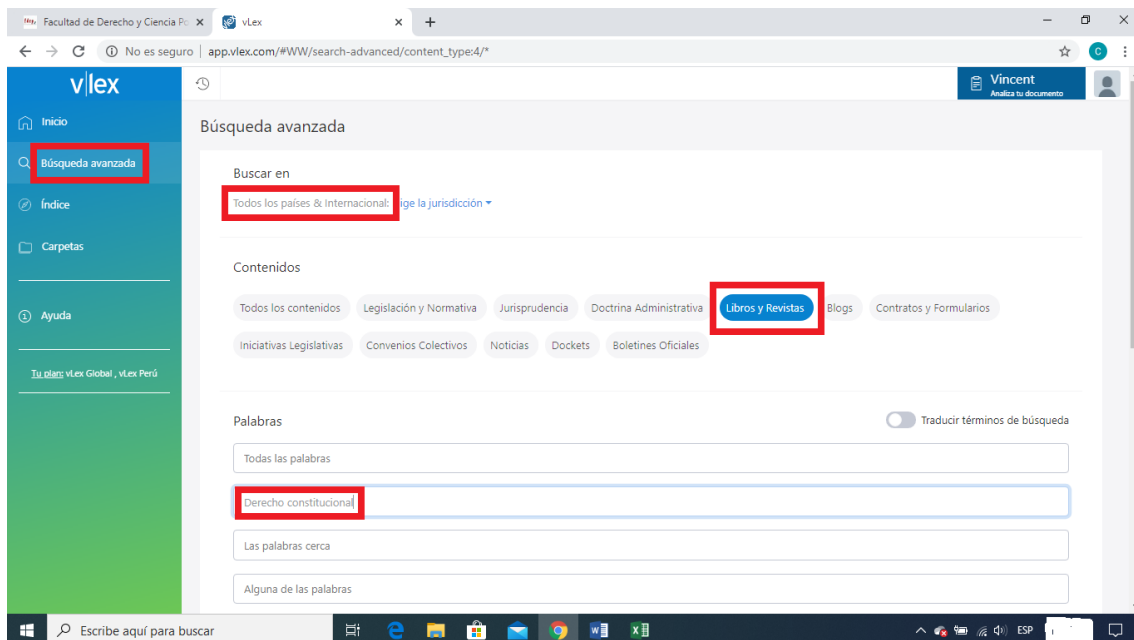 Facultad de Derecho y Ciencia Po
vLex
No es seguro | app.vlex.com/#WW/search-advanced/content_type:4/*
C
v|lex
Vincent
Analiza tu documento
Inicio
Búsqueda avanzada
Índice
Carpetas
Ayuda
Tu plan: vLex Global , vLex Perú
Búsqueda avanzada
Buscar en
Todos los países & Internacional: ige la jurisdicción
Contenidos
Todos los contenidos Legislación y Normativa Jurisprudencia Doctrina Administrativa Libros y Revistas Blogs Contratos y Formularios
Iniciativas Legislativas Convenios Colectivos Noticias Dockets Boletines Oficiales
Palabras
Traducir términos de búsqueda
Todas las palabras
Derecho constitucional
Las palabras cerca
Alguna de las palabras
Escribe aquí para buscar
ESP